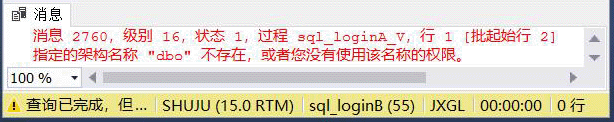 消息
消息 2760，级别 16，状态 1，过程 sql_loginA_V，行 1 [批起始行 2]
指定的架构名称 "dbo" 不存在，或者您没有使用该名称的权限。
100 %
查询已完成，但... SHUJU (15.0 RTM) sql_loginB (55) JXGL 00:00:00 0 行